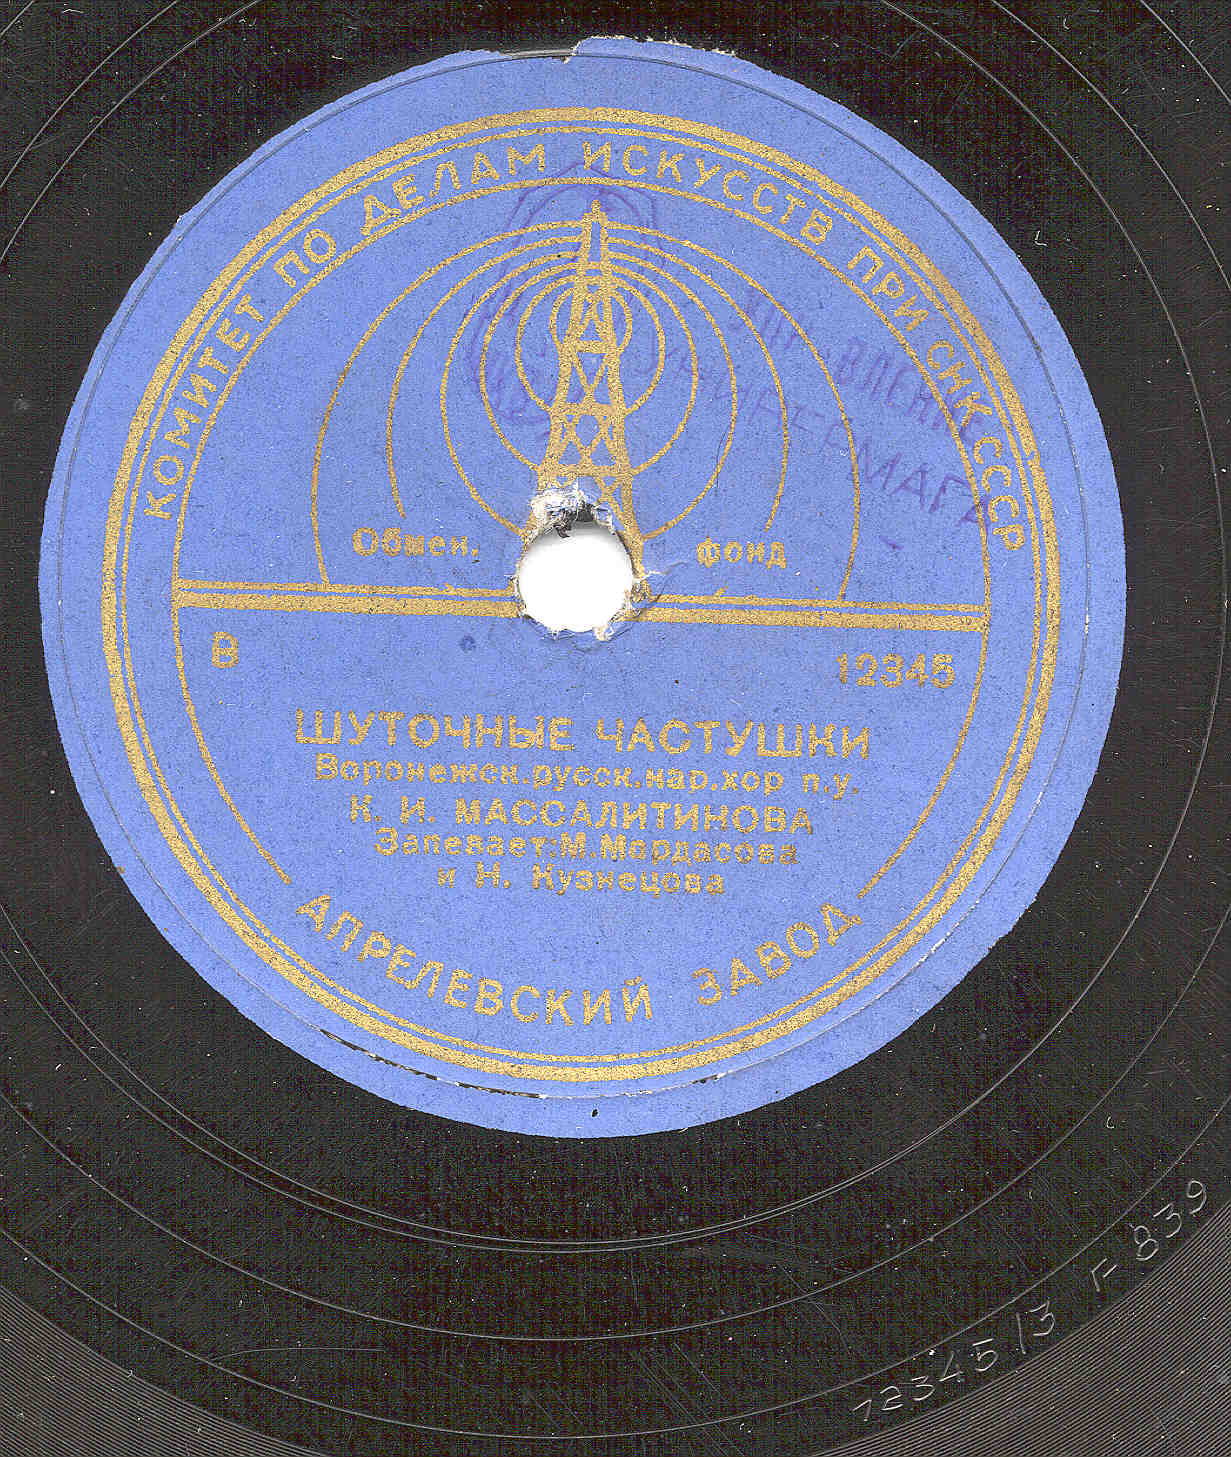 КОМИТЕТ ПО ДЕЛАМ ИСКУССТВ ПРИ СНК СССР
Обмен. фонд
В 12345
ШУТОЧНЫЕ ЧАСТУШКИ
Воронежск.русск.нар.хор п.у.
К. И. МАССАЛИТИНОВА
Запевает:М.Мордасова
и Н. Кузнецова
АПРЕЛЕВСКИЙ ЗАВОД
УНИВЕРМАГА
12345/3 Г-839